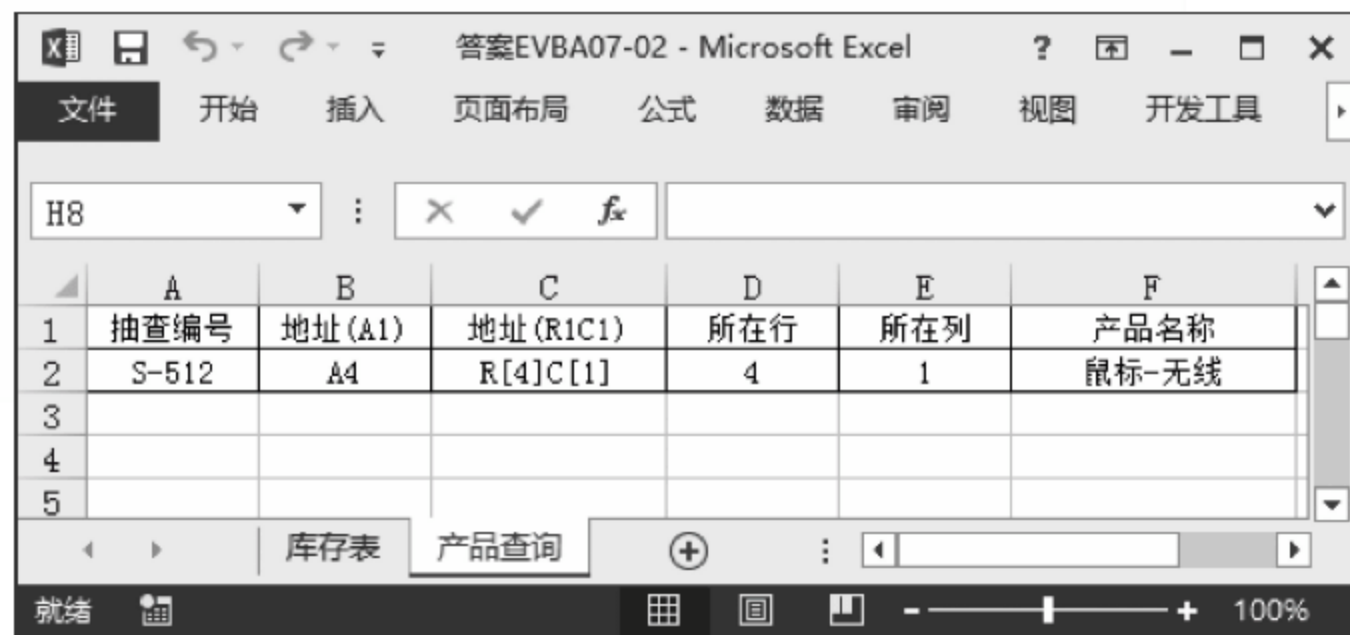 答案EVBA07-02 - Microsoft Excel ?
文件 开始 插入 页面布局 公式 数据 审阅 视图 开发工具
H8 fx
A B C D E F
1 抽查编号 地址(A1) 地址(R1C1) 所在行 所在列 产品名称
2 S-512 A4 R[4]C[1] 4 1 鼠标-无线
3
4
5
库存表 产品查询
就绪 100%